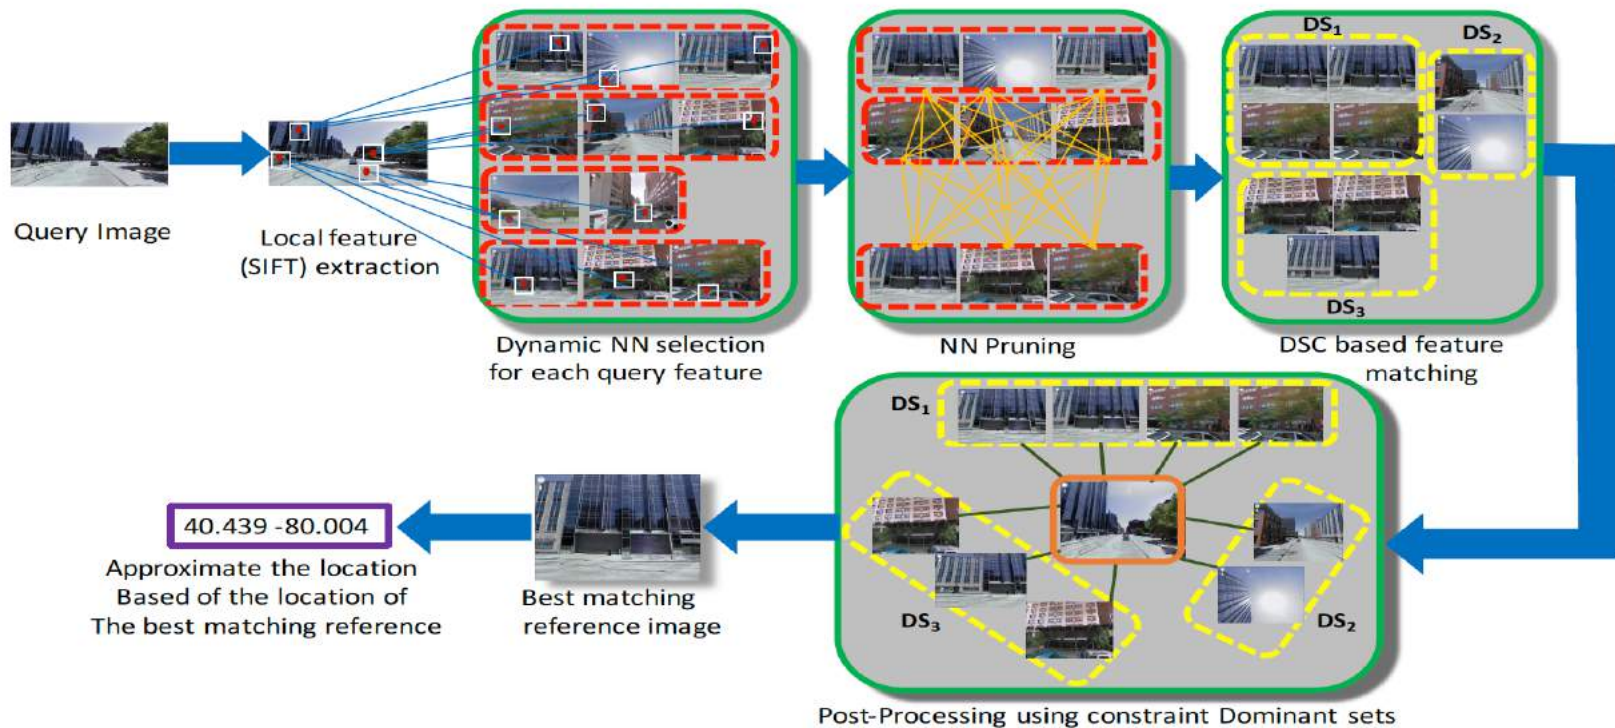 Query Image
Local feature
(SIFT) extraction
Dynamic NN selection
for each query feature
NN Pruning
DS1
DS2
DS3
DSC based feature
matching
DS1
DS3
DS2
Post-Processing using constraint Dominant sets
Best matching
reference image
40.439 -80.004
Approximate the location
Based of the location of
The best matching reference